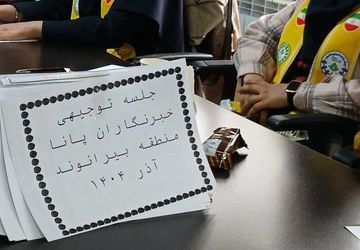 جلسه توجیهی
خبرنگاران پانا
منطقه بیرانوند
آذر ۱۴۰۴